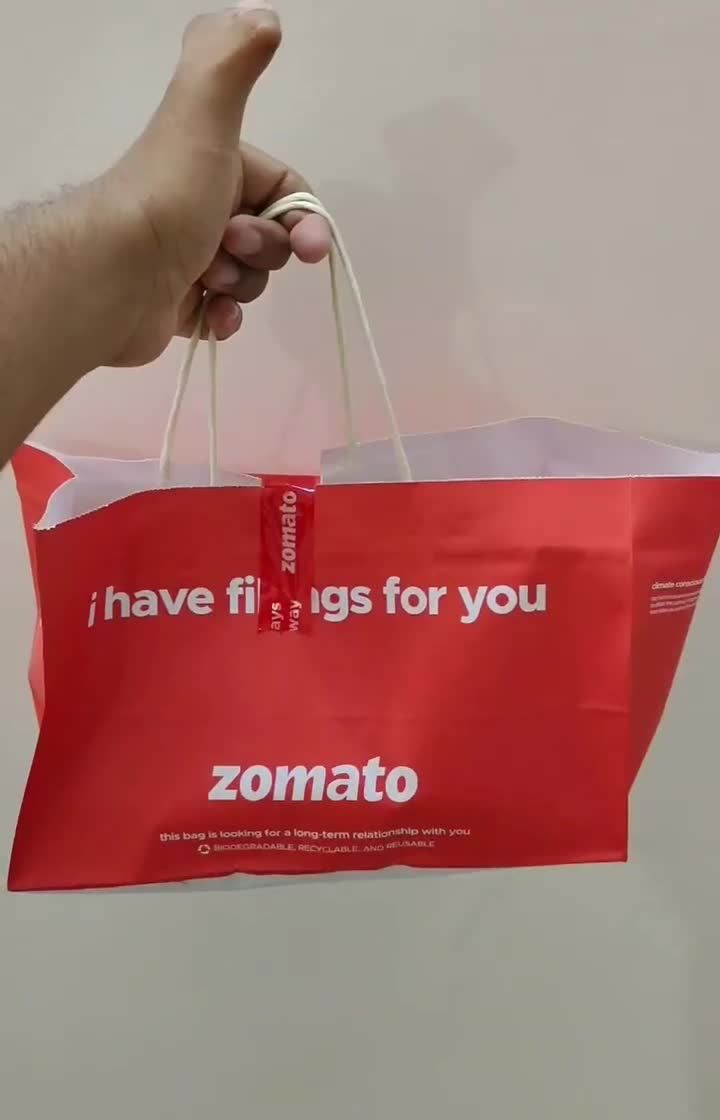 zomato
ays
way
i have fi ngs for you
climate conscious
zomato
this bag is looking for a long-term relationship with you
BIODEGRADABLE, RECYCLABLE, AND REUSABLE